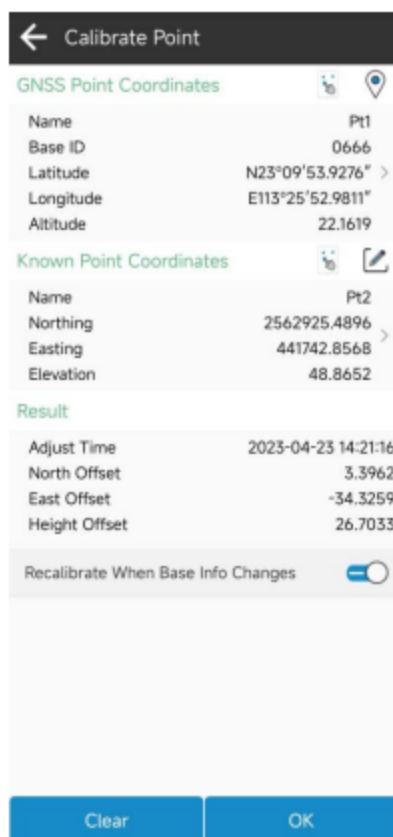 Calibrate Point
GNSS Point Coordinates
Name Pt1
Base ID 0666
Latitude N23°09'53.9276"
Longitude E113°25'52.9811"
Altitude 22.1619
Known Point Coordinates
Name Pt2
Northing 2562925.4896
Easting 441742.8568
Elevation 48.8652
Result
Adjust Time 2023-04-23 14:21:16
North Offset 3.3962
East Offset -34.3259
Height Offset 26.7033
Recalibrate When Base Info Changes
Clear OK